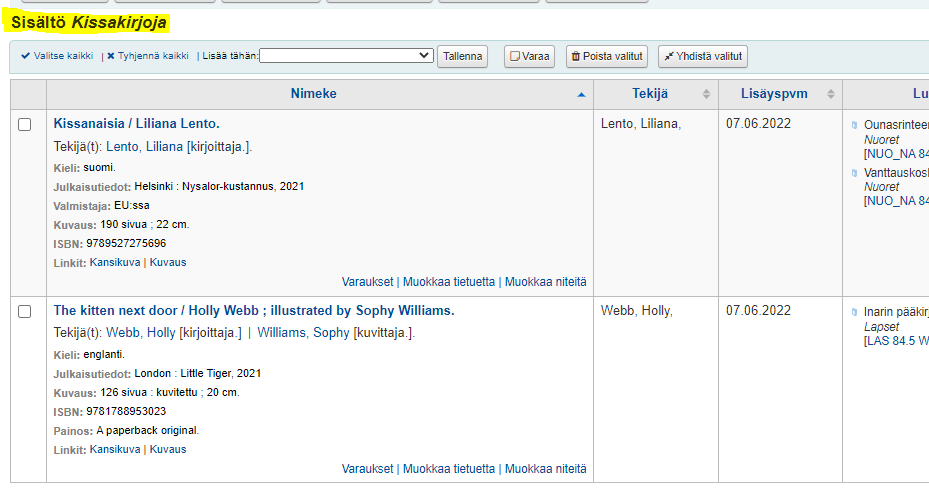 Sisältö Kissakirjoja
Valitse kaikki | Tyhjennä kaikki | Lisää tähän: Tallenna Varaa Poista valitut Yhdistä valitut
Nimeke Tekijä Lisäyspvm Lu
Kissanaisia / Liliana Lento. Lento, Liliana, 07.06.2022
Tekijä(t): Lento, Liliana [kirjoittaja.].
Kieli: suomi.
Julkaisutiedot: Helsinki : Nysalor-kustannus, 2021
Valmistaja: EU:ssa
Kuvaus: 190 sivua ; 22 cm.
ISBN: 9789527275696
Linkit: Kansikuva | Kuvaus
Varaukset | Muokkaa tietuetta | Muokkaa niteitä
Ounasrinteen
Nuoret
[NUO_NA 84
Vanttauskosk
Nuoret
[NUO_NA 84
The kitten next door / Holly Webb ; illustrated by Sophy Williams. Webb, Holly, 07.06.2022
Tekijä(t): Webb, Holly [kirjoittaja.] | Williams, Sophy [kuvittaja.].
Kieli: englanti.
Julkaisutiedot: London : Little Tiger, 2021
Kuvaus: 126 sivua : kuvitettu ; 20 cm.
ISBN: 9781788953023
Painos: A paperback original.
Linkit: Kansikuva | Kuvaus
Varaukset | Muokkaa tietuetta | Muokkaa niteitä
Inarin pääkirj
Lapset
[LAS 84.5 W